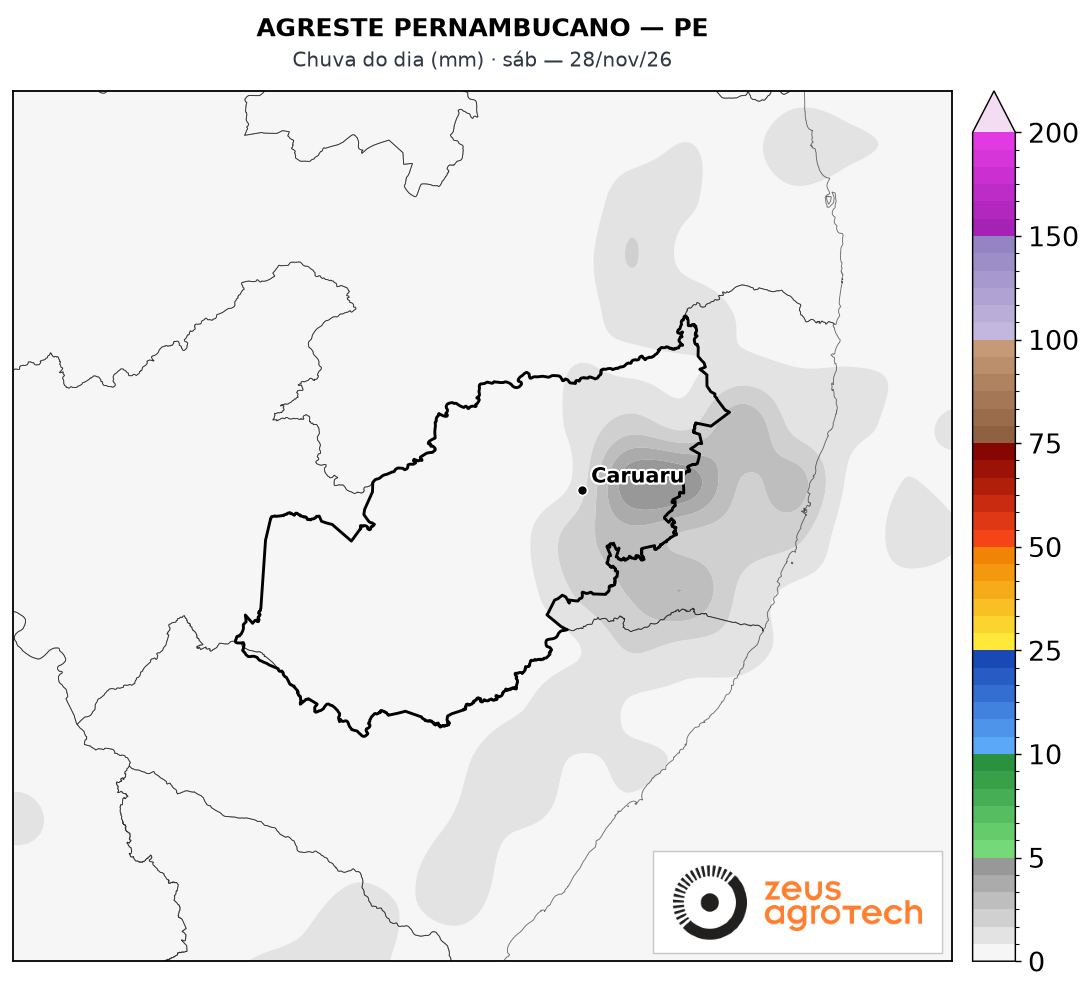 AGRESTE PERNAMBUCANO — PE
Chuva do dia (mm) · sáb — 28/nov/26
200
150
100
75
50
25
10
5
0
Caruaru
zeus
agrotech